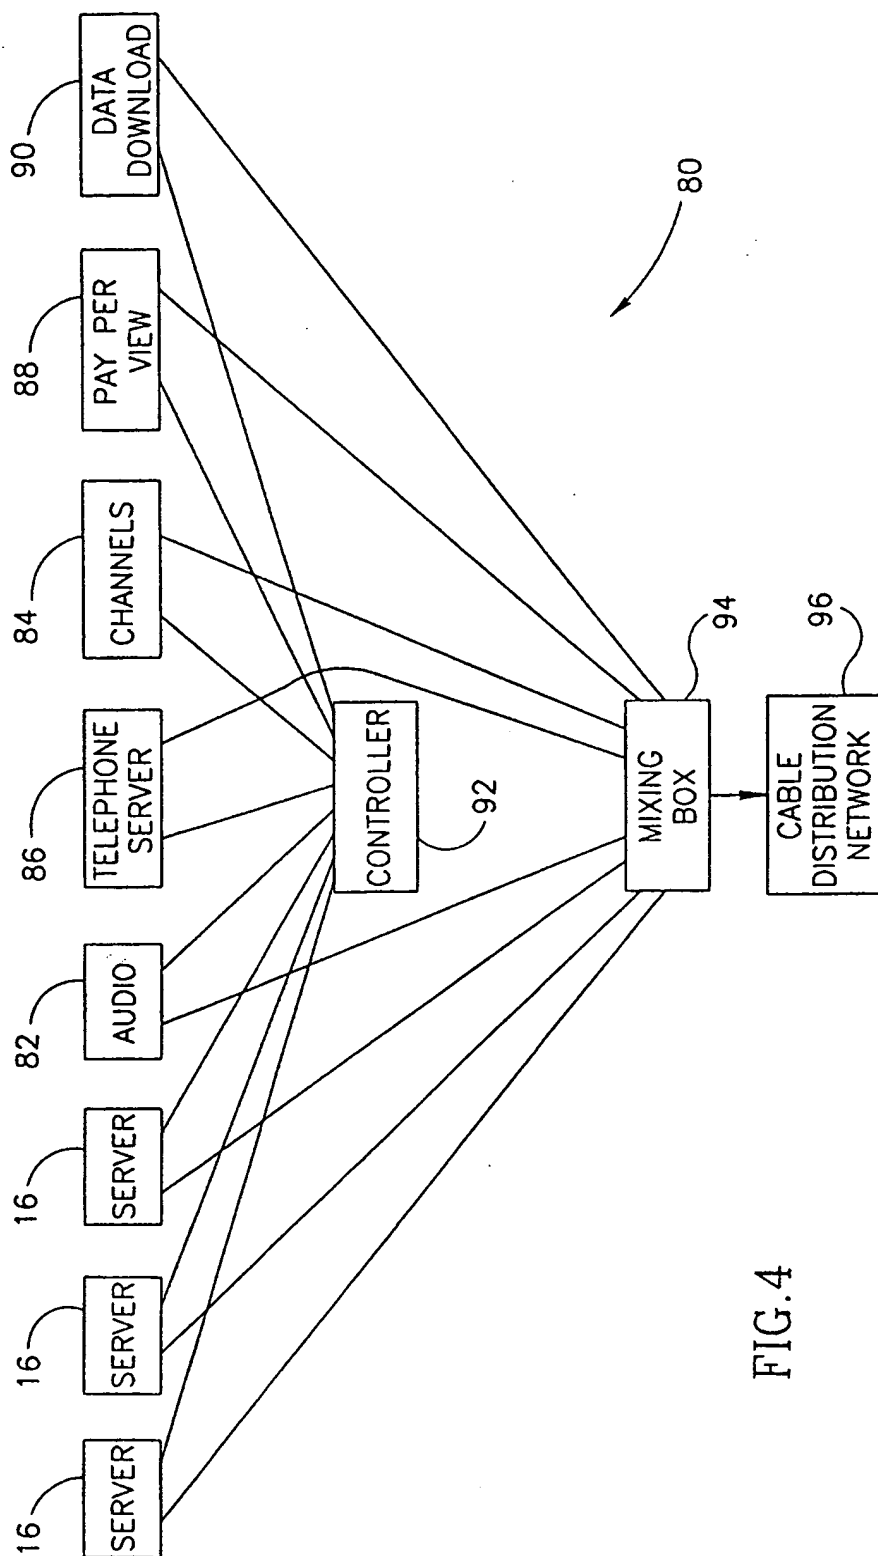 16
SERVER
16
SERVER
16
SERVER
82
AUDIO
86
TELEPHONE
SERVER
84
CHANNELS
88
PAY PER
VIEW
90
DATA
DOWNLOAD
CONTROLLER
92
80
MIXING
BOX
94
CABLE
DISTRIBUTION
NETWORK
96
FIG.4